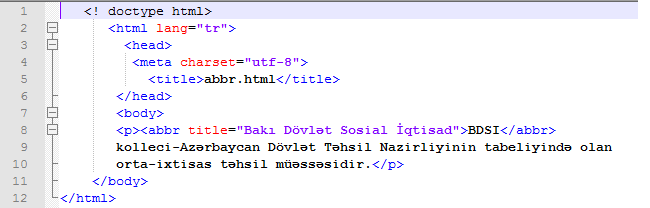 1 <! doctype html>
2 <html lang="tr">
3 <head>
4 <meta charset="utf-8">
5 <title>abbr.html</title>
6 </head>
7 <body>
8 <p><abbr title="Bakı Dövlət Sosial İqtisad">BDSI</abbr>
9 kolleci-Azərbaycan Dövlət Təhsil Nazirliyinin tabeliyində olan
10 orta-ixtisas təhsil müəssəsidir.</p>
11 </body>
12 </html>